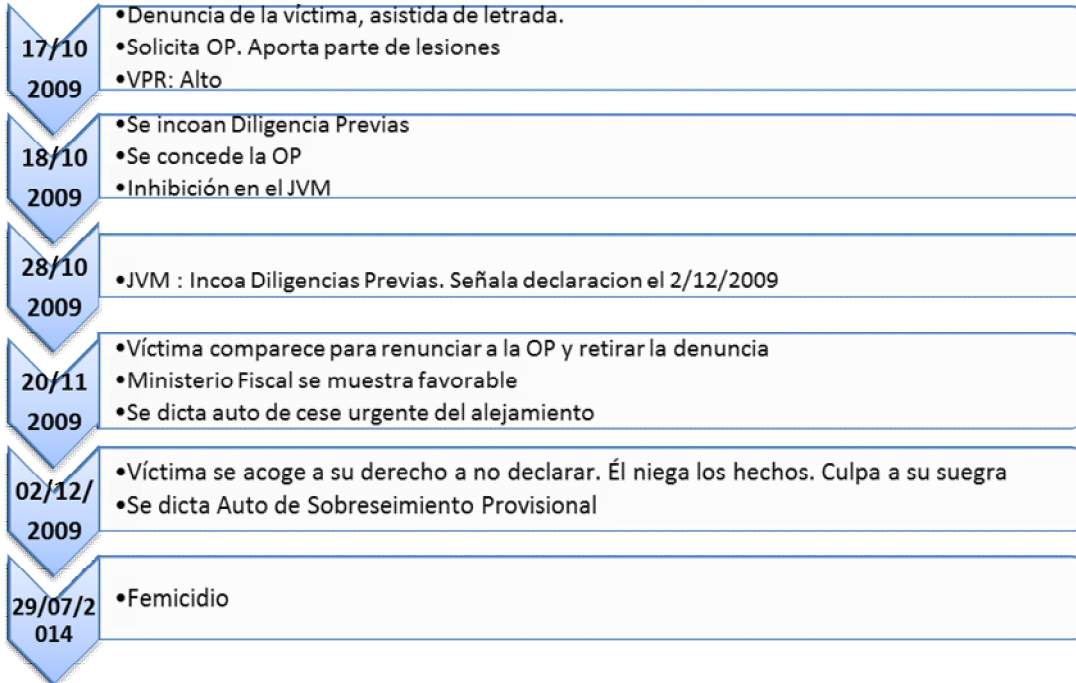 17/10
2009
•Denuncia de la víctima, asistida de letrada.
•Solicita OP. Aporta parte de lesiones
•VPR: Alto
18/10
2009
•Se incoan Diligencia Previas
•Se concede la OP
•Inhibición en el JVM
28/10
2009
•JVM : Incoa Diligencias Previas. Señala declaracion el 2/12/2009
20/11
2009
•Víctima comparece para renunciar a la OP y retirar la denuncia
•Ministerio Fiscal se muestra favorable
•Se dicta auto de cese urgente del alejamiento
02/12/
2009
•Víctima se acoge a su derecho a no declarar. Él niega los hechos. Culpa a su suegra
•Se dicta Auto de Sobreseimiento Provisional
29/07/2
014
•Femicidio